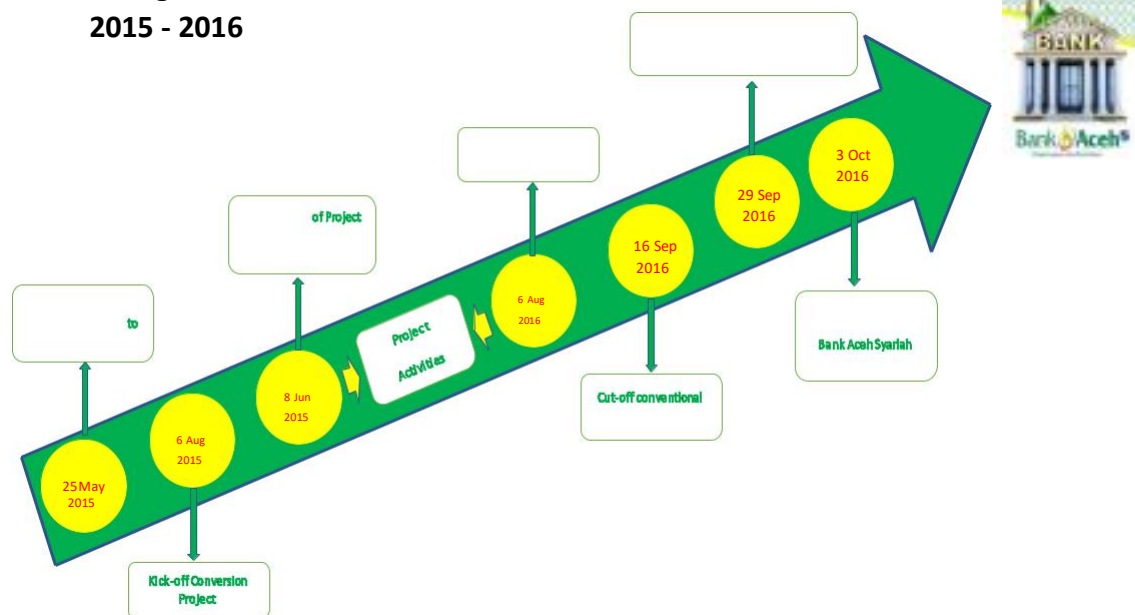 2015 - 2016
BANK
Bank Aceh
3 Oct
2016
29 Sep
2016
of Project
16 Sep
2016
6 Aug
2016
to
Project
Activities
Bank Aceh Syariah
8 Jun
2015
Cut-off conventional
6 Aug
2015
25May
2015
Kick-off Conversion
Project